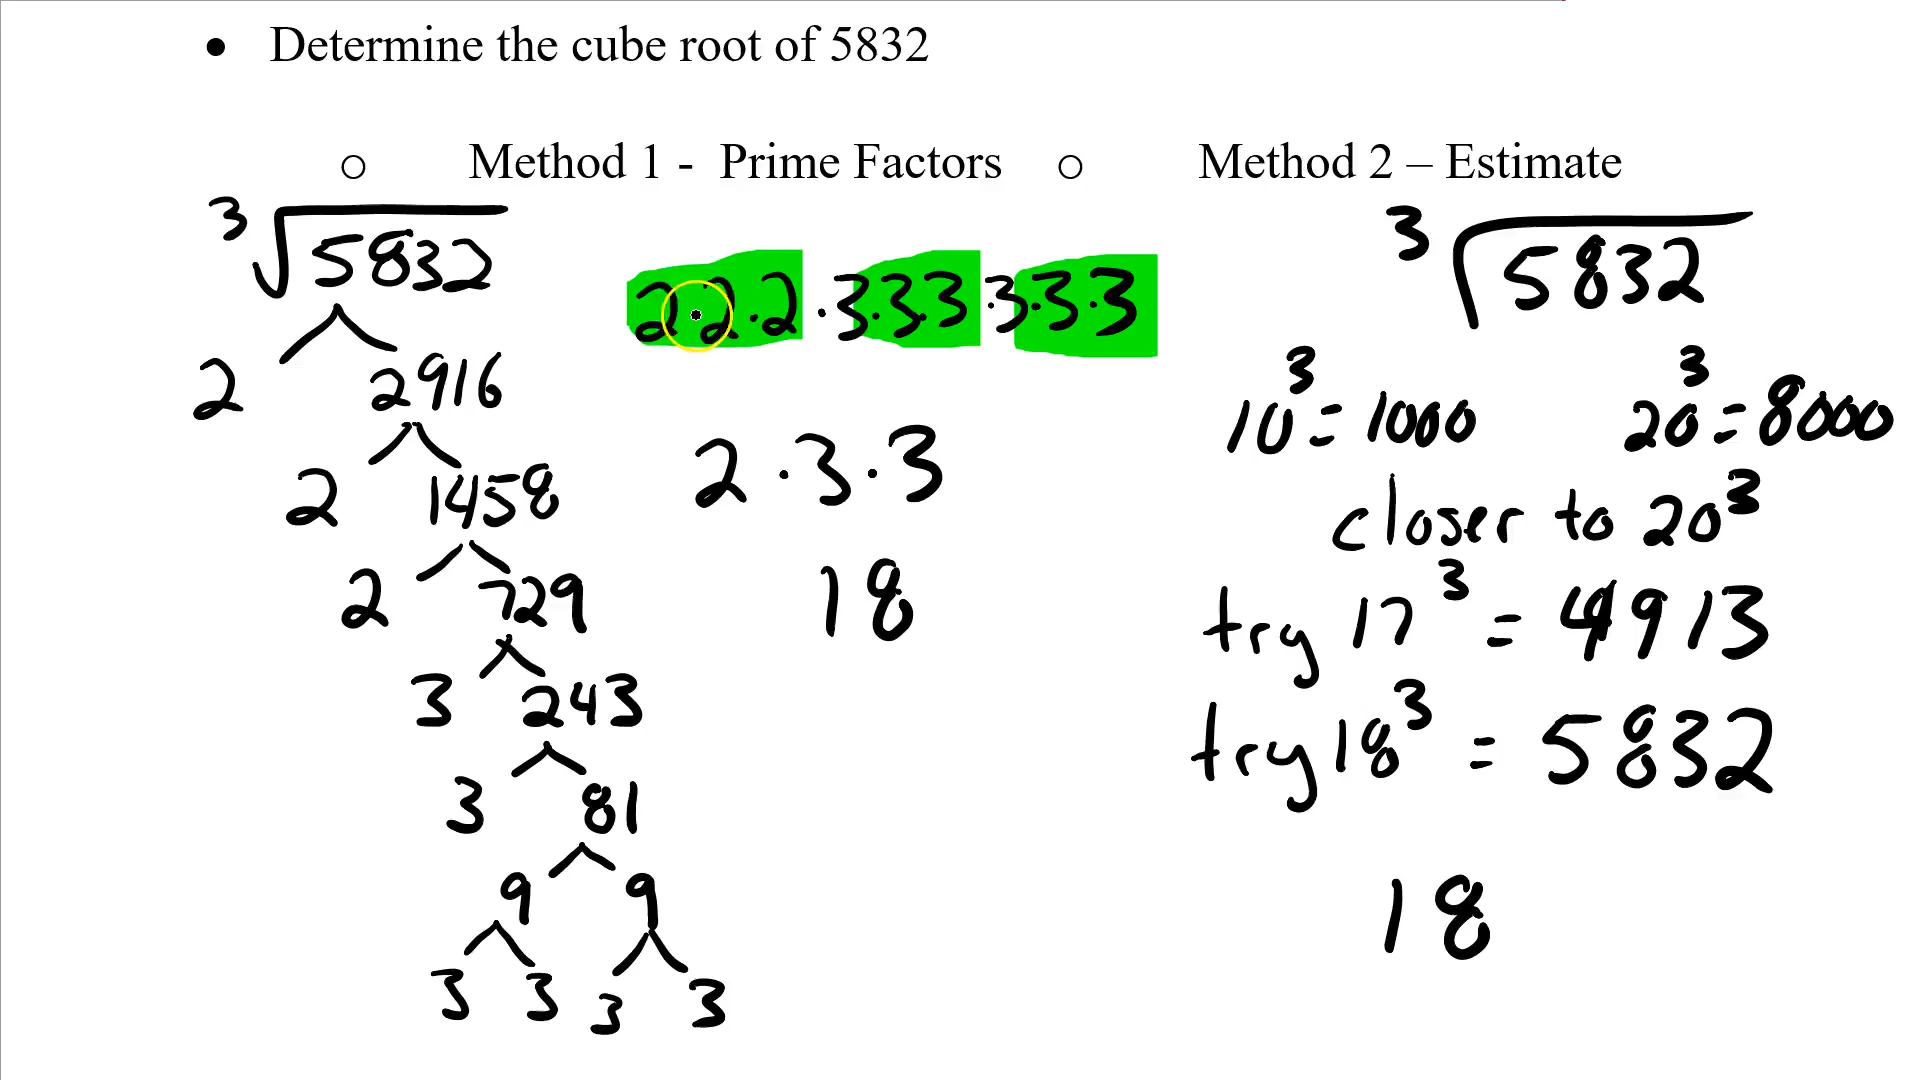 • Determine the cube root of 5832
○ Method 1 - Prime Factors
∛5832
2 2916
2 1458
2 729
3 243
3 81
9 9
3 3 3 3
2·2·2·3·3·3·3·3·3
2·3·3
18
○ Method 2 – Estimate
∛5832
10³=1000 20³=8000
closer to 20³
try 17³ = 4913
try 18³ = 5832
18